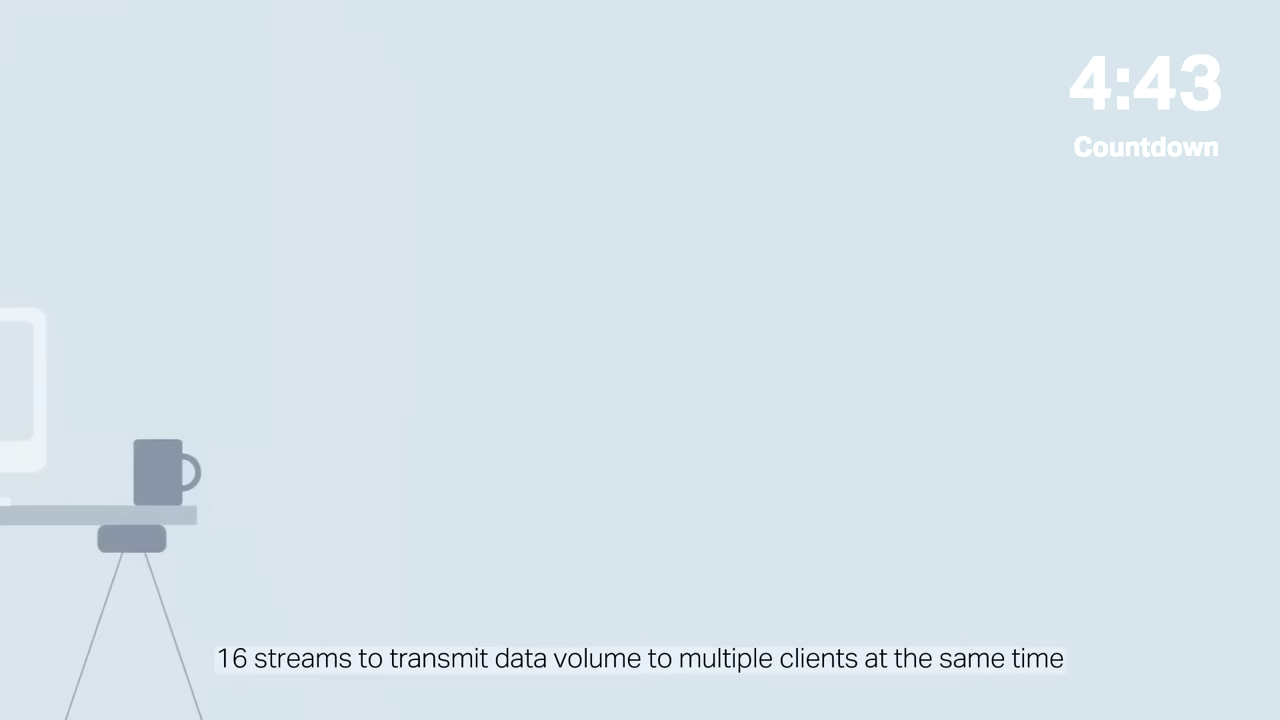 4:43
Countdown
16 streams to transmit data volume to multiple clients at the same time